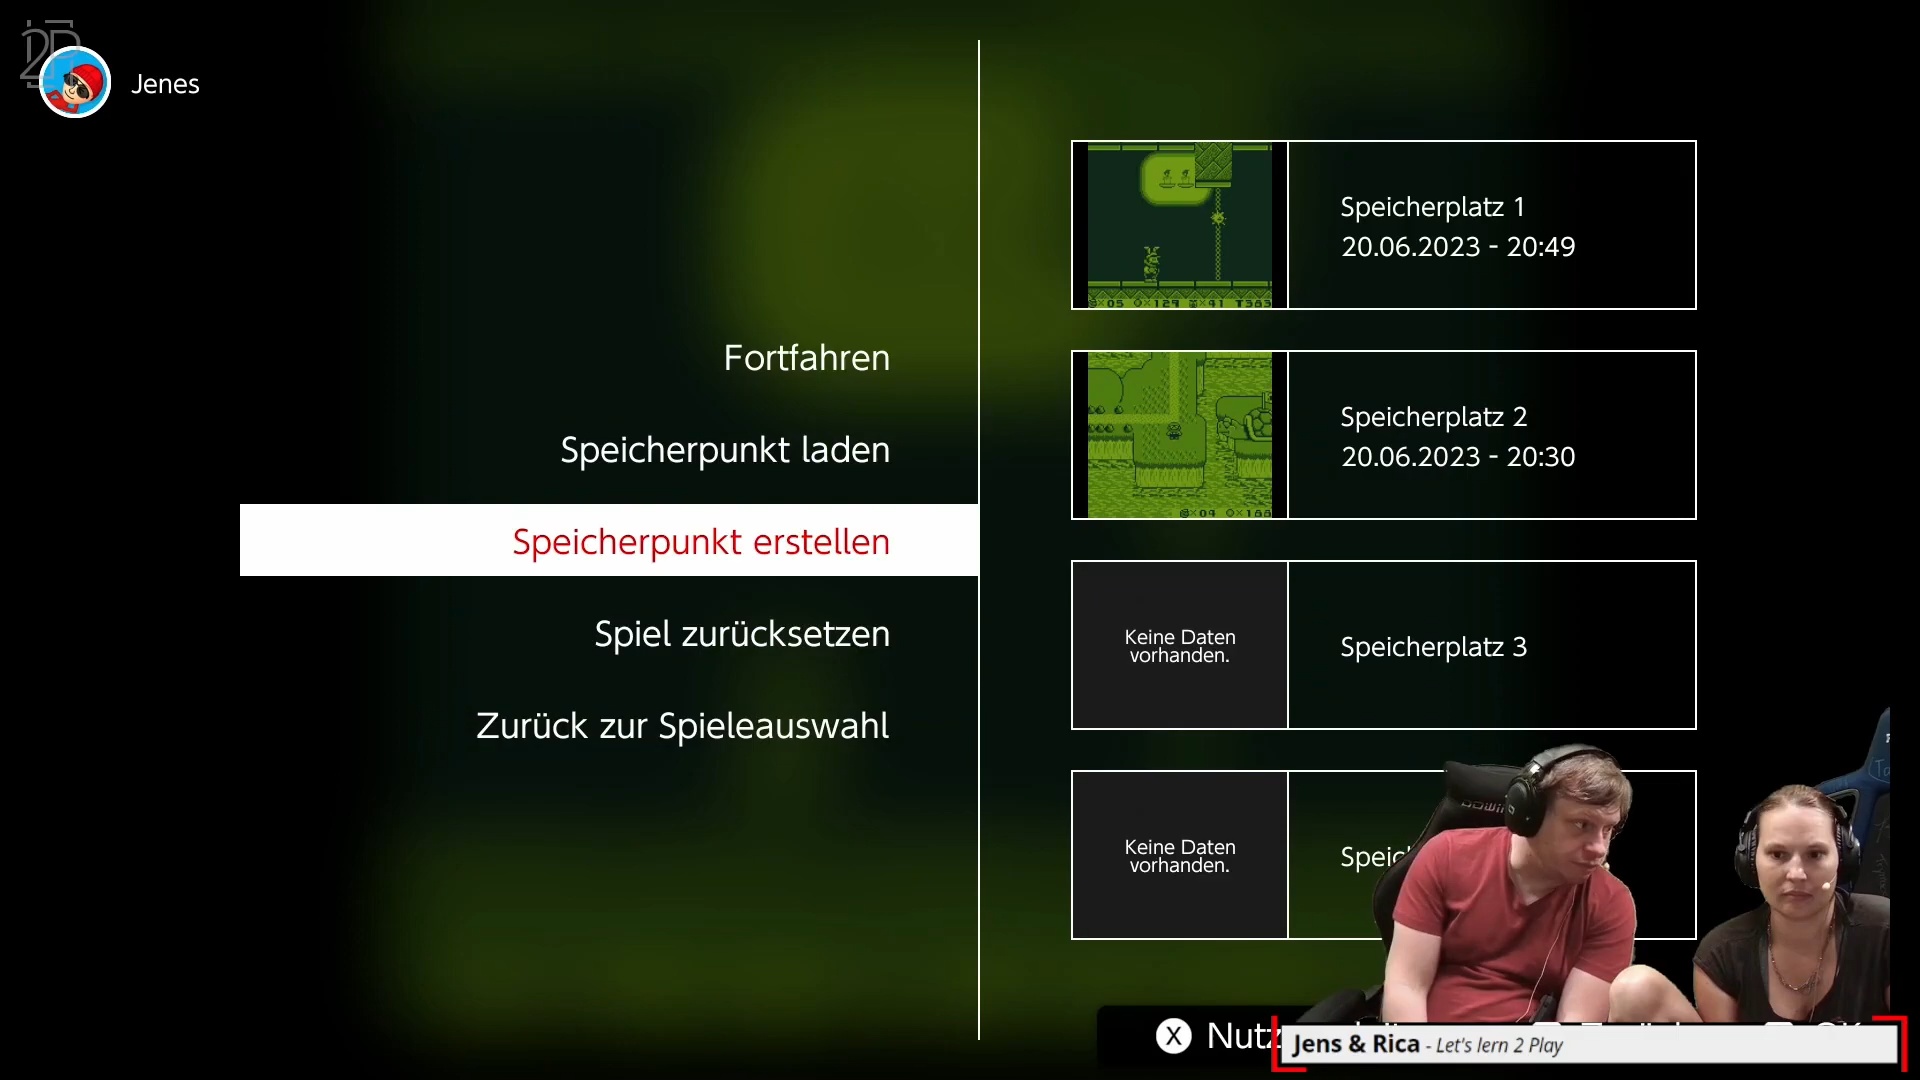 Jenes
Fortfahren
Speicherpunkt laden
Speicherpunkt erstellen
Spiel zurücksetzen
Zurück zur Spieleauswahl
Speicherplatz 1
20.06.2023 - 20:49
Speicherplatz 2
20.06.2023 - 20:30
Keine Daten
vorhanden.
Speicherplatz 3
Keine Daten
vorhanden.
X
Jens & Rica - Let's lern 2 Play